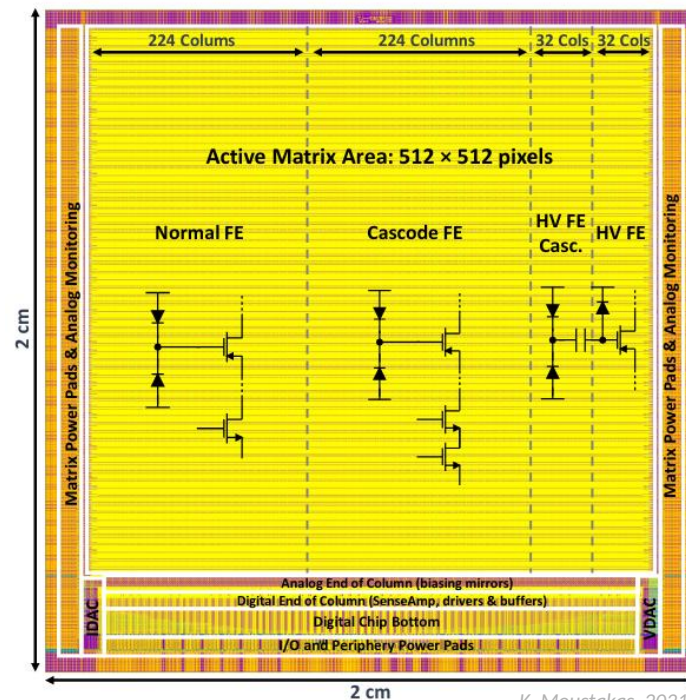 224 Colums
224 Columns
32 Cols
32 Cols
Active Matrix Area: 512 × 512 pixels
Normal FE
Cascode FE
HV FE
Casc.
HV FE
Matrix Power Pads & Analog Monitoring
Matrix Power Pads & Analog Monitoring
2 cm
Analog End of Column (biasing mirrors)
Digital End of Column (SenseAmp, drivers & buffers)
Digital Chip Bottom
I/O and Periphery Power Pads
IDAC
VDAC
2 cm
K. Moustakas, 2021